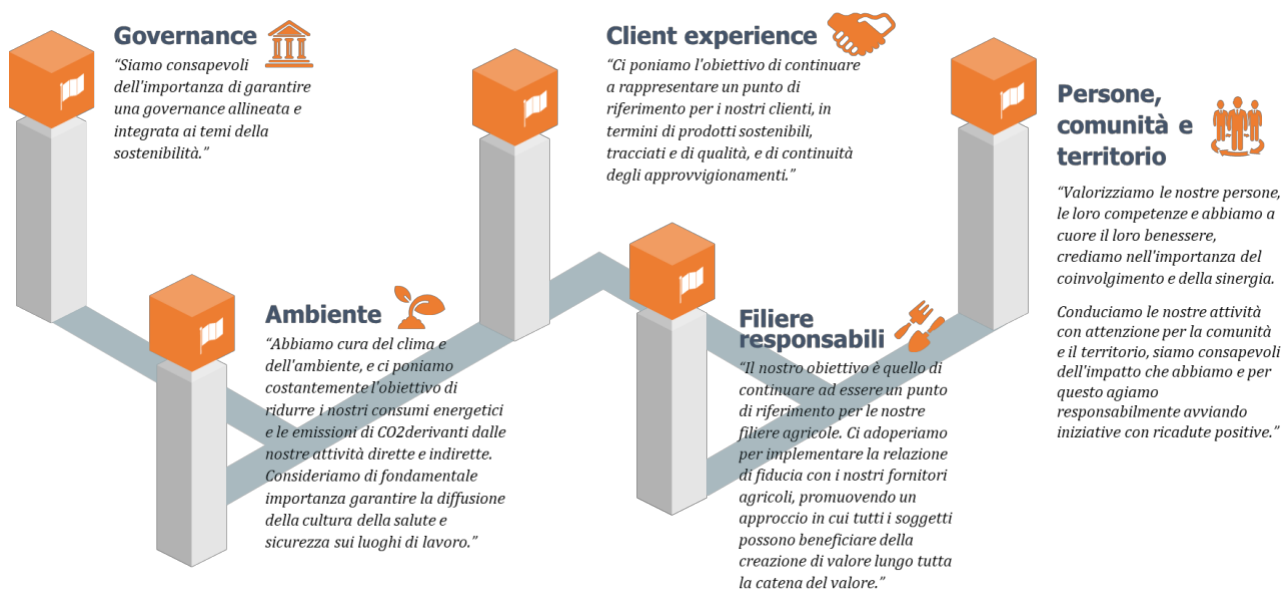 Governance
“Siamo consapevoli
dell'importanza di garantire
una governance allineata e
integrata ai temi della
sostenibilità.”
Ambiente
“Abbiamo cura del clima e
dell'ambiente, e ci poniamo
costantemente l'obiettivo di
ridurre i nostri consumi energetici
e le emissioni di CO2derivanti dalle
nostre attività dirette e indirette.
Consideriamo di fondamentale
importanza garantire la diffusione
della cultura della salute e
sicurezza sui luoghi di lavoro.”
Client experience
“Ci poniamo l'obiettivo di continuare
a rappresentare un punto di
riferimento per i nostri clienti, in
termini di prodotti sostenibili,
tracciati e di qualità, e di continuità
degli approvvigionamenti.”
Filiere
responsabili
“Il nostro obiettivo è quello di
continuare ad essere un punto
di riferimento per le nostre
filiere agricole. Ci adoperiamo
per implementare la relazione
di fiducia con i nostri fornitori
agricoli, promuovendo un
approccio in cui tutti i soggetti
possono beneficiare della
creazione di valore lungo tutta
la catena del valore.”
Persone,
comunità e
territorio
“Valorizziamo le nostre persone,
le loro competenze e abbiamo a
cuore il loro benessere,
crediamo nell'importanza del
coinvolgimento e della sinergia.
Conduciamo le nostre attività
con attenzione per la comunità
e il territorio, siamo consapevoli
dell'impatto che abbiamo e per
questo agiamo
responsabilmente avviando
iniziative con ricadute positive.”